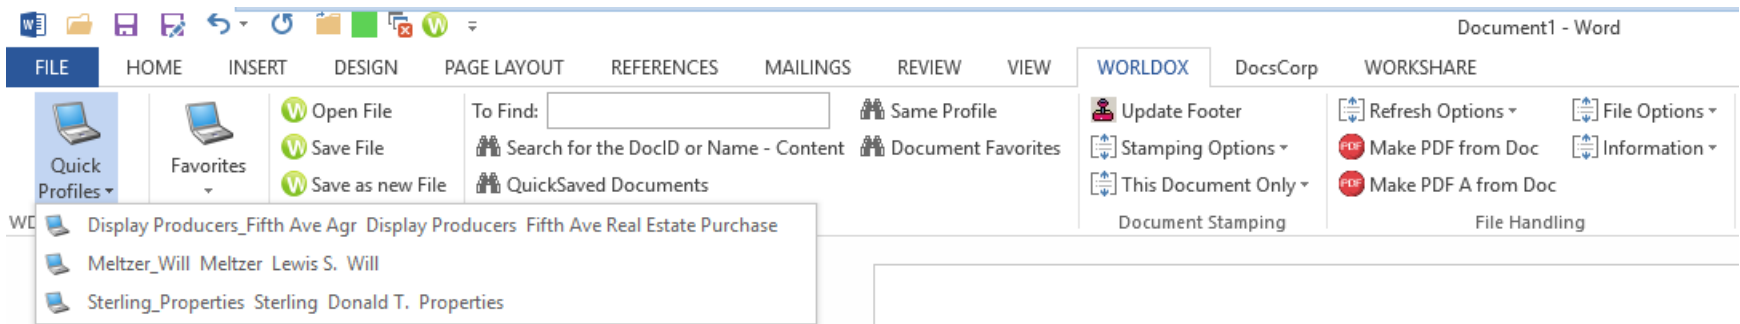 Document1 - Word
FILE HOME INSERT DESIGN PAGE LAYOUT REFERENCES MAILINGS REVIEW VIEW WORLDOX DocsCorp WORKSHARE
Quick Profiles
Favorites
Open File
Save File
Save as new File
To Find:
Search for the DocID or Name - Content
QuickSaved Documents
Same Profile
Document Favorites
Update Footer
Stamping Options
This Document Only
Document Stamping
Refresh Options
Make PDF from Doc
Make PDF A from Doc
File Options
Information
File Handling
WD
Display Producers_Fifth Ave Agr Display Producers Fifth Ave Real Estate Purchase
Meltzer_Will Meltzer Lewis S. Will
Sterling_Properties Sterling Donald T. Properties